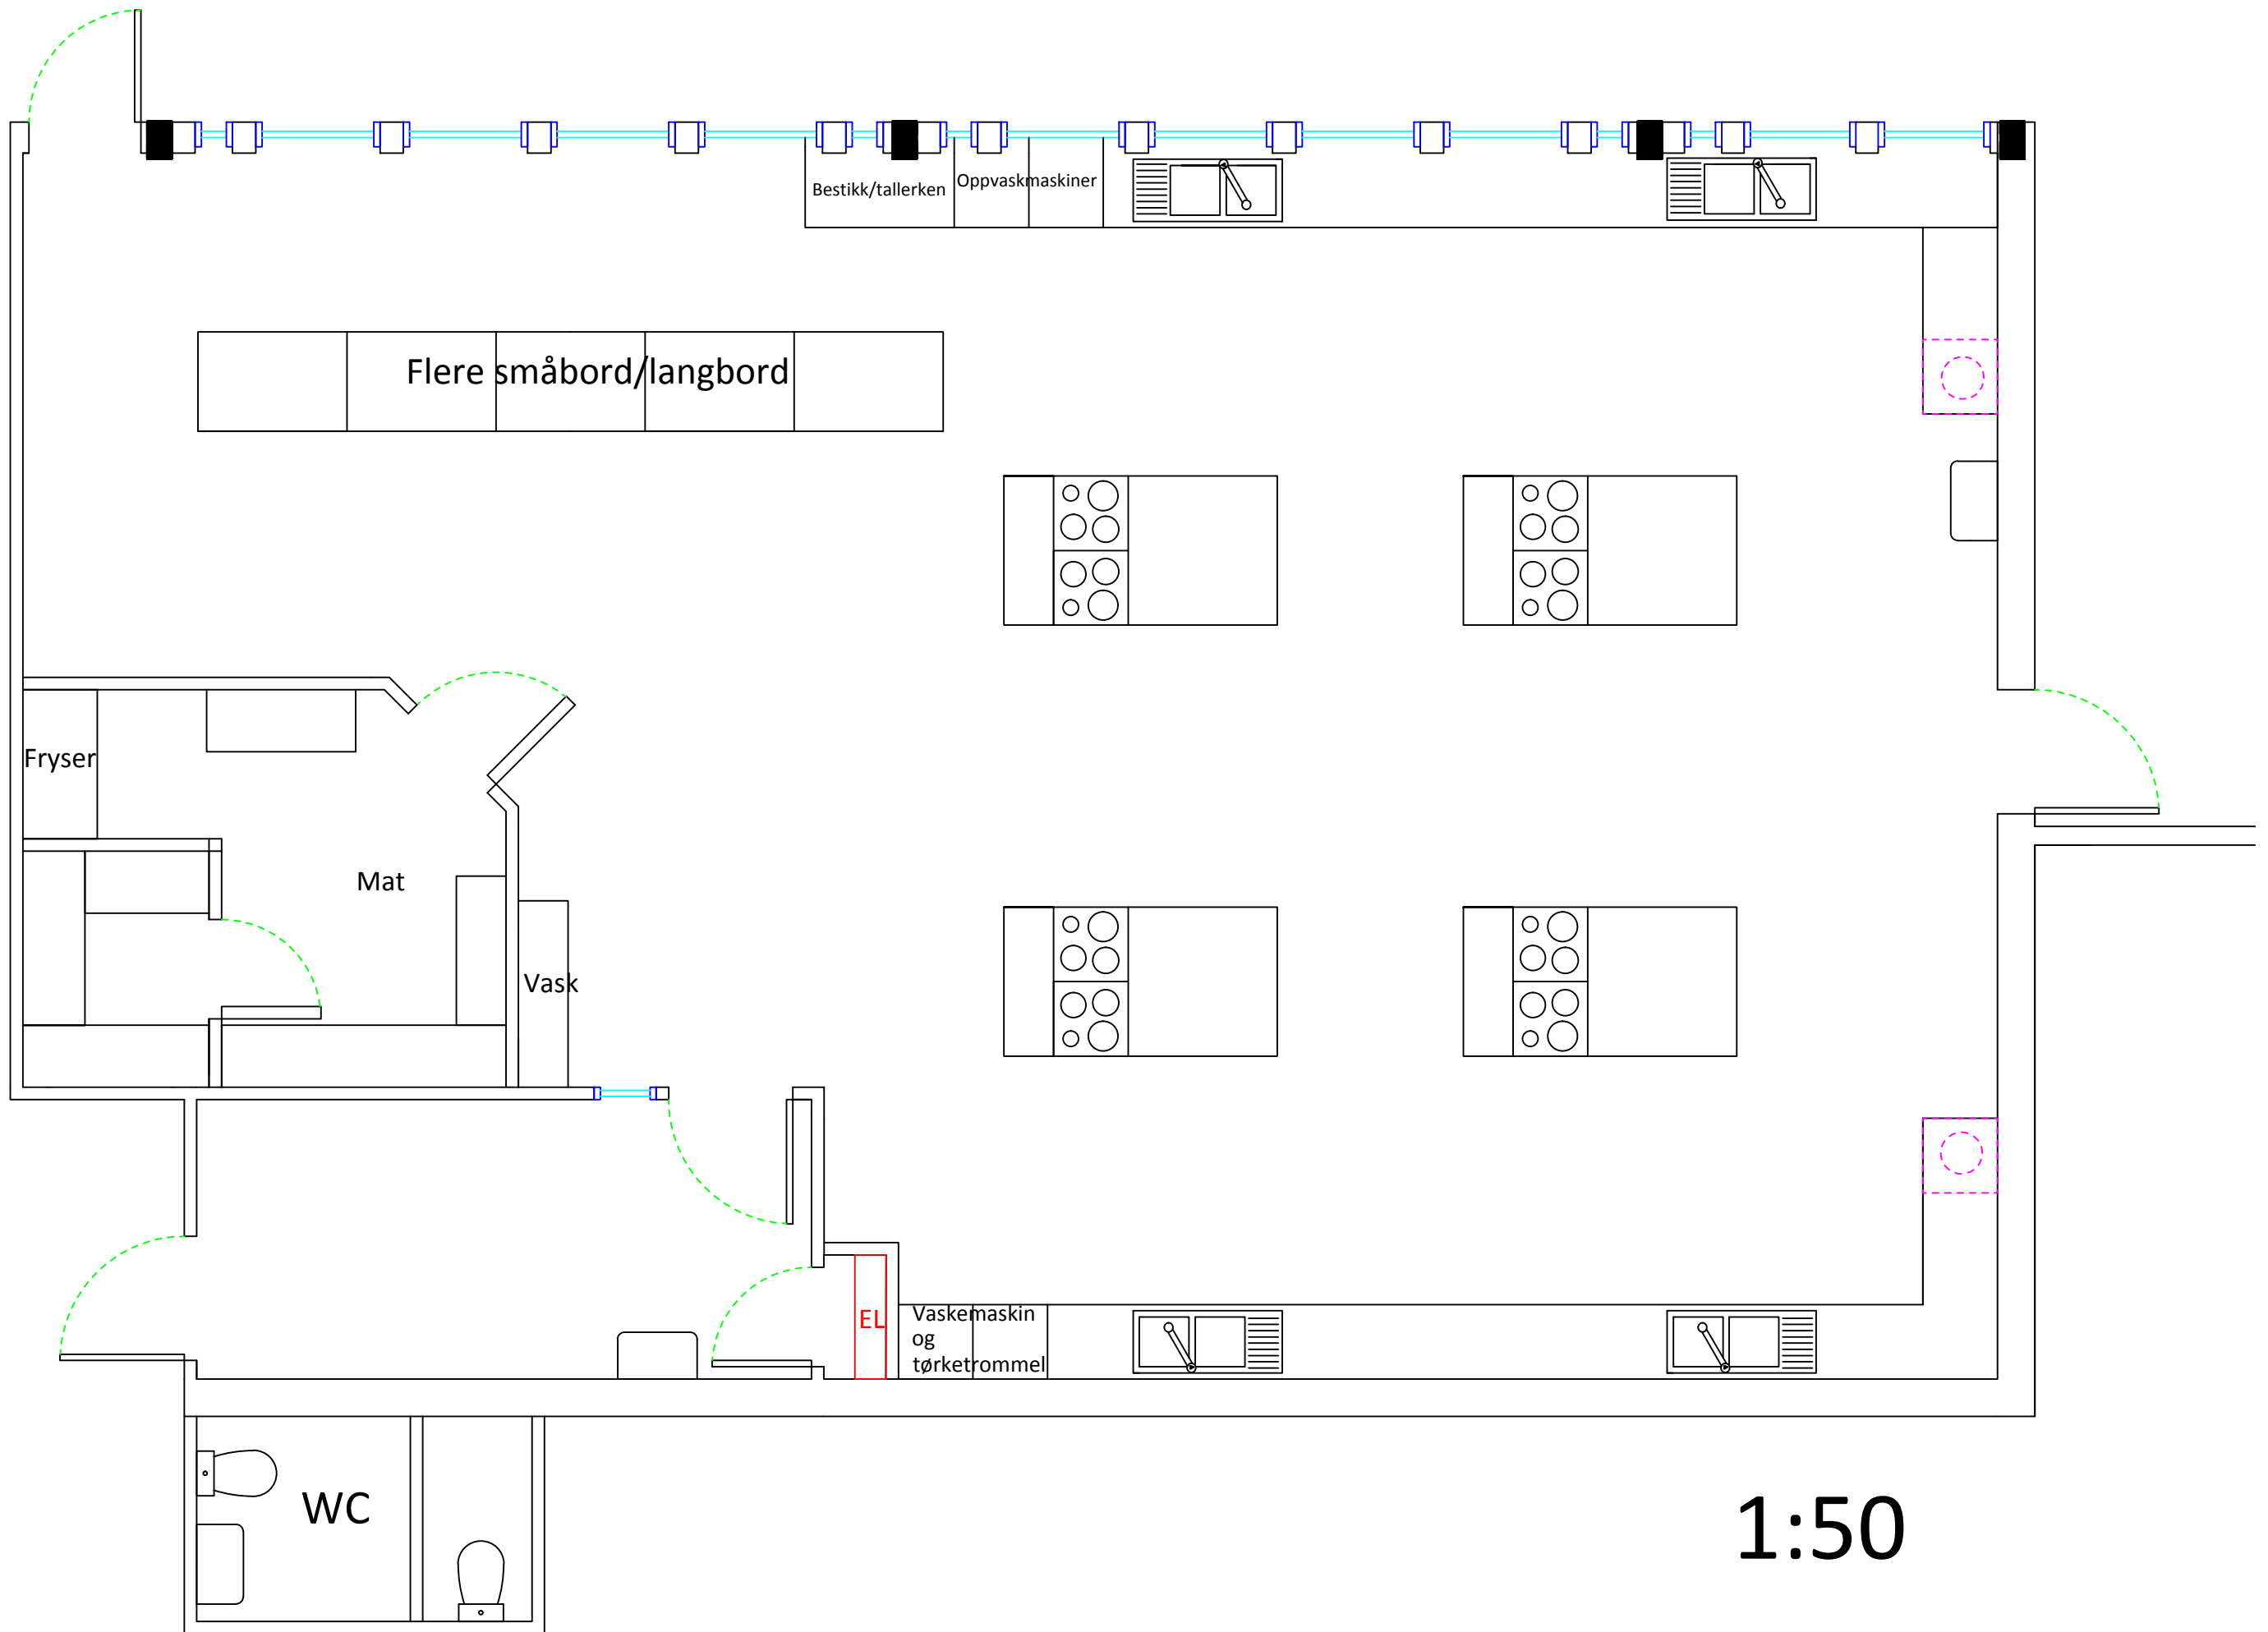 Bestikk/tallerken
Oppvaskmaskiner
Flere småbord/langbord
Fryser
Mat
Vask
EL
Vaskemaskin
og
tørketrommel
WC
1:50